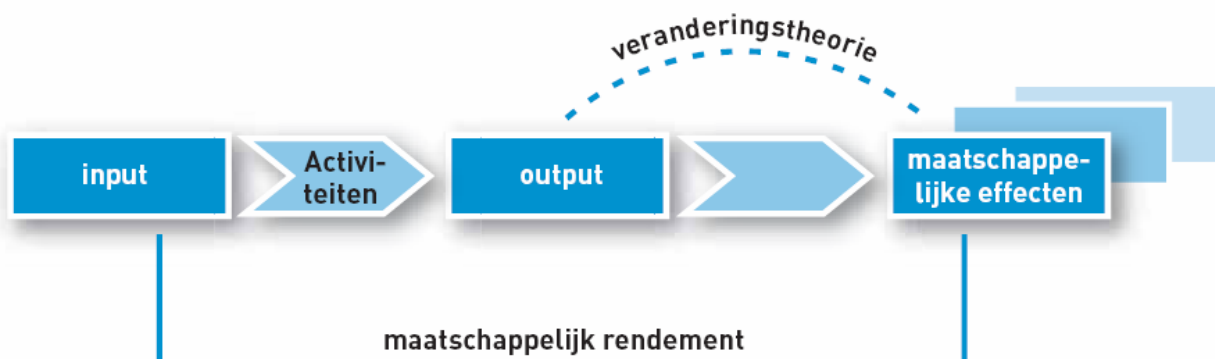 veranderingstheorie
input
Activi-
teiten
output
maatschappe-
lijke effecten
maatschappelijk rendement